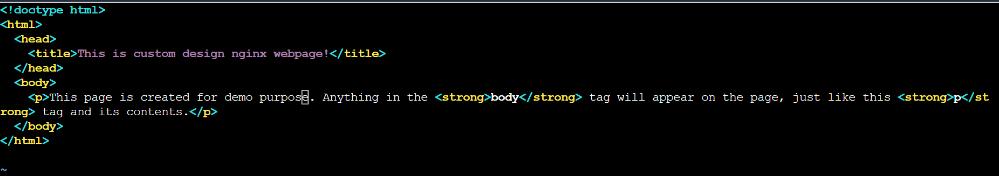 <!doctype html>
<html>
  <head>
    <title>This is custom design nginx webpage!</title>
  </head>
  <body>
    <p>This page is created for demo purpose. Anything in the <strong>body</strong> tag will appear on the page, just like this <strong>p</st
rong> tag and its contents.</p>
  </body>
</html>

~